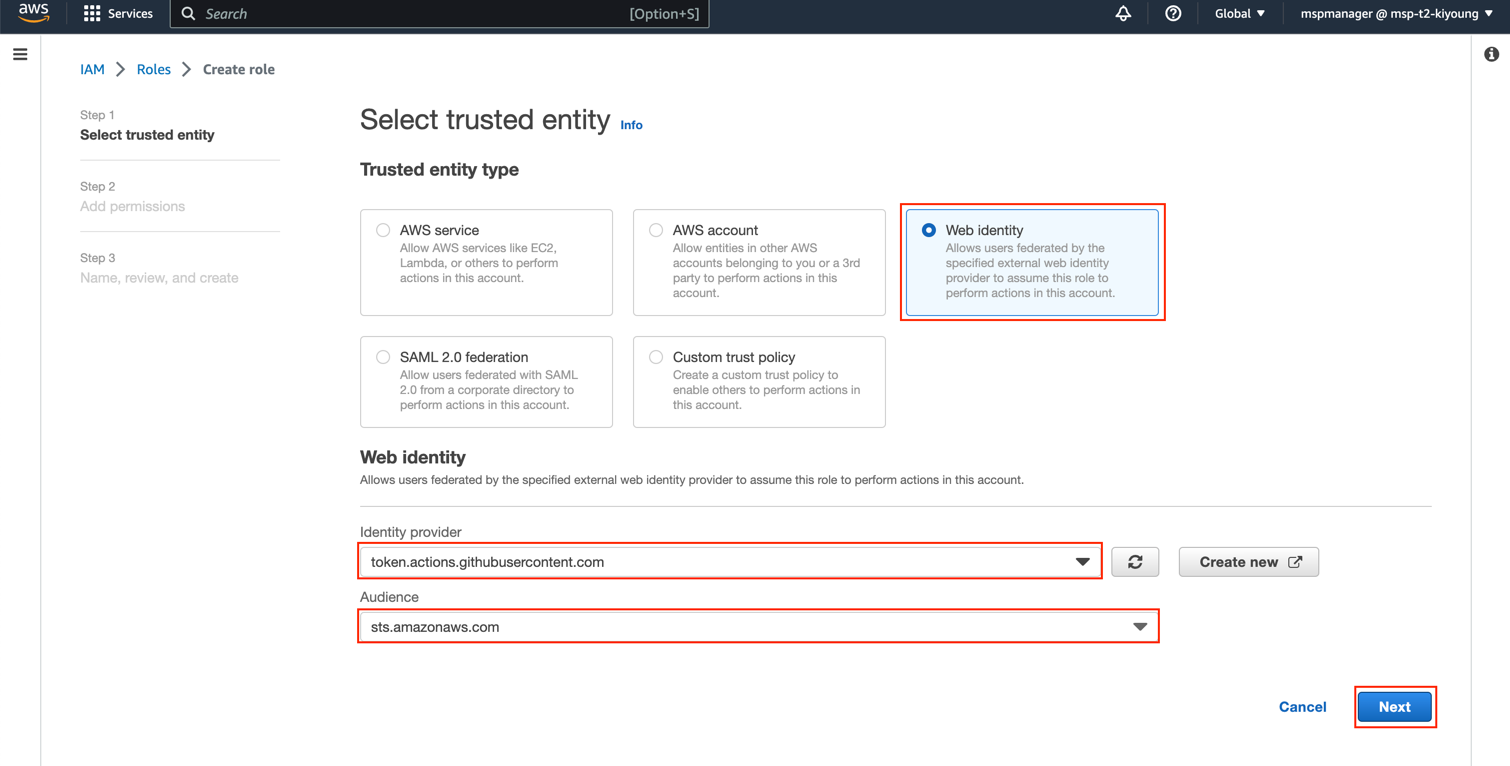 aws
Services
Search
[Option+S]
Global ▼
mspmanager @ msp-t2-kiyoung ▼
IAM > Roles > Create role
Step 1
Select trusted entity
Step 2
Add permissions
Step 3
Name, review, and create
Select trusted entity Info
Trusted entity type
AWS service
Allow AWS services like EC2,
Lambda, or others to perform
actions in this account.
AWS account
Allow entities in other AWS
accounts belonging to you or a 3rd
party to perform actions in this
account.
Web identity
Allows users federated by the
specified external web identity
provider to assume this role to
perform actions in this account.
SAML 2.0 federation
Allow users federated with SAML
2.0 from a corporate directory to
perform actions in this account.
Custom trust policy
Create a custom trust policy to
enable others to perform actions in
this account.
Web identity
Allows users federated by the specified external web identity provider to assume this role to perform actions in this account.
Identity provider
token.actions.githubusercontent.com
Create new
Audience
sts.amazonaws.com
Cancel
Next